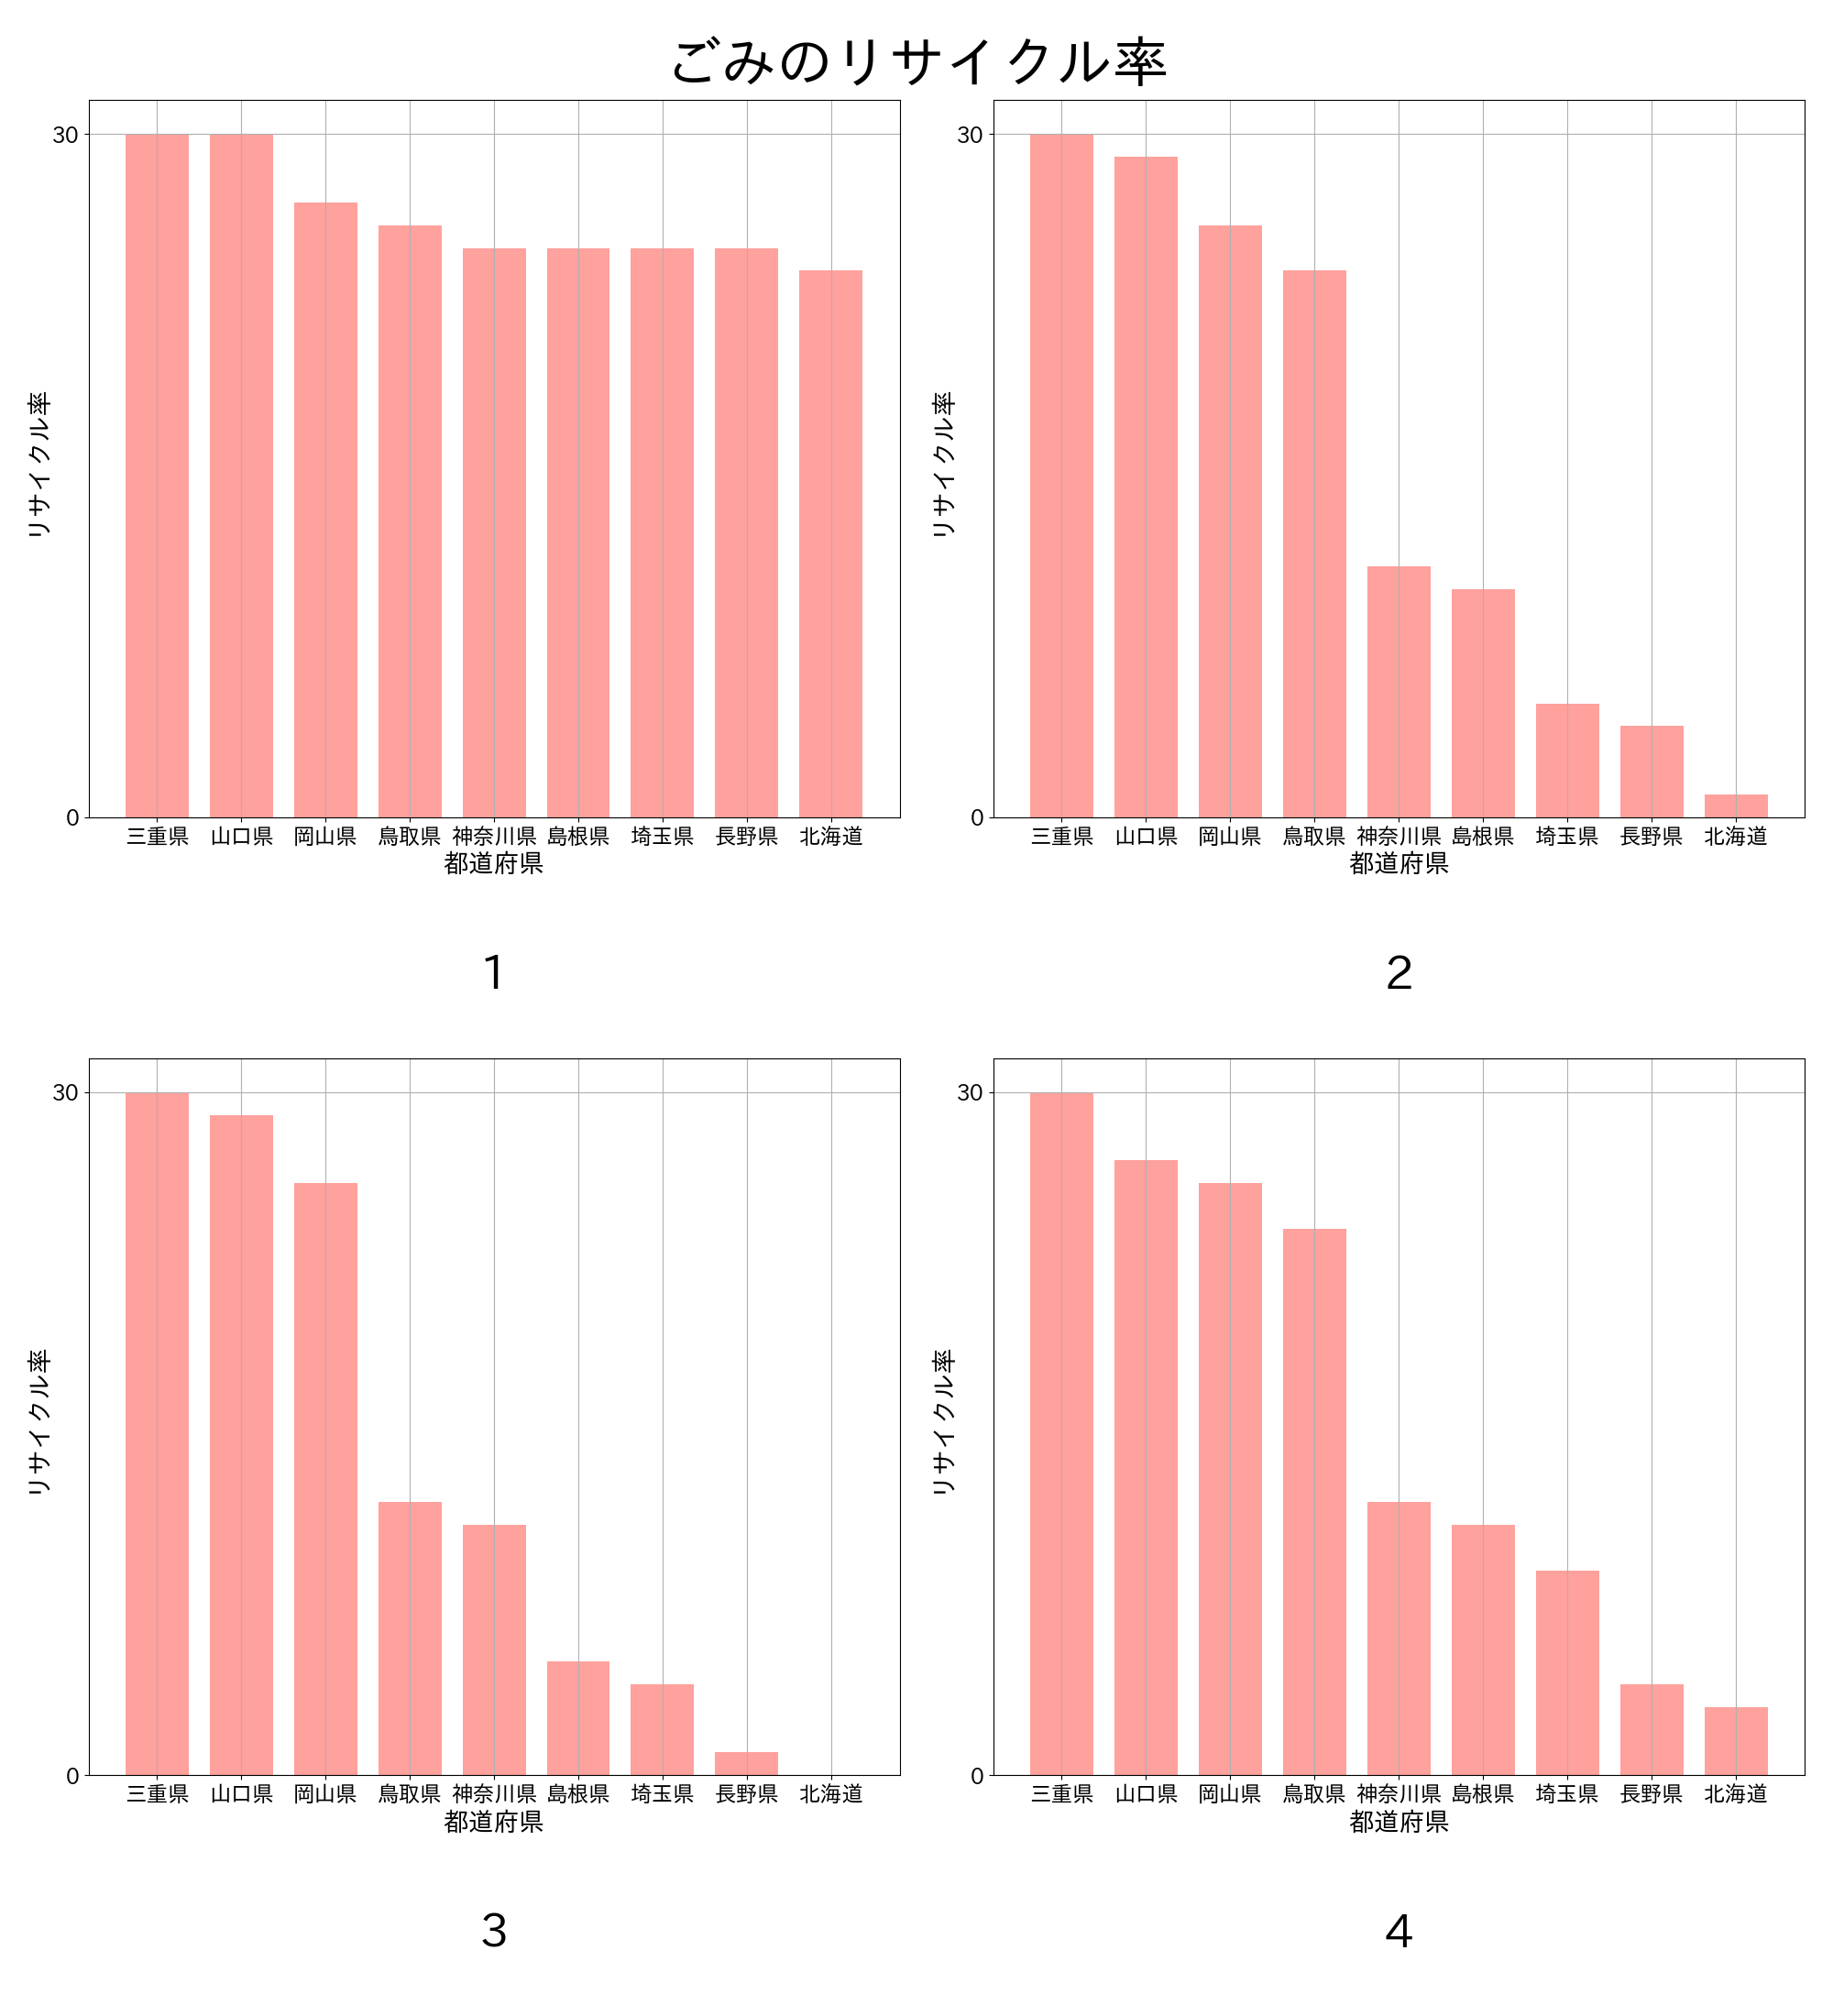 ごみのリサイクル率
30
0
リサイクル率
三重県 山口県 岡山県 鳥取県 神奈川県 島根県 埼玉県 長野県 北海道
都道府県
1
30
0
リサイクル率
三重県 山口県 岡山県 鳥取県 神奈川県 島根県 埼玉県 長野県 北海道
都道府県
2
30
0
リサイクル率
三重県 山口県 岡山県 鳥取県 神奈川県 島根県 埼玉県 長野県 北海道
都道府県
3
30
0
リサイクル率
三重県 山口県 岡山県 鳥取県 神奈川県 島根県 埼玉県 長野県 北海道
都道府県
4